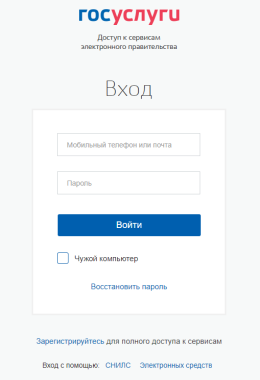 госуслуги
Доступ к сервисам
электронного правительства
Вход
Мобильный телефон или почта
Пароль
Войти
Чужой компьютер
Восстановить пароль
Зарегистрируйтесь для полного доступа к сервисам
Вход с помощью: СНИЛС Электронных средств